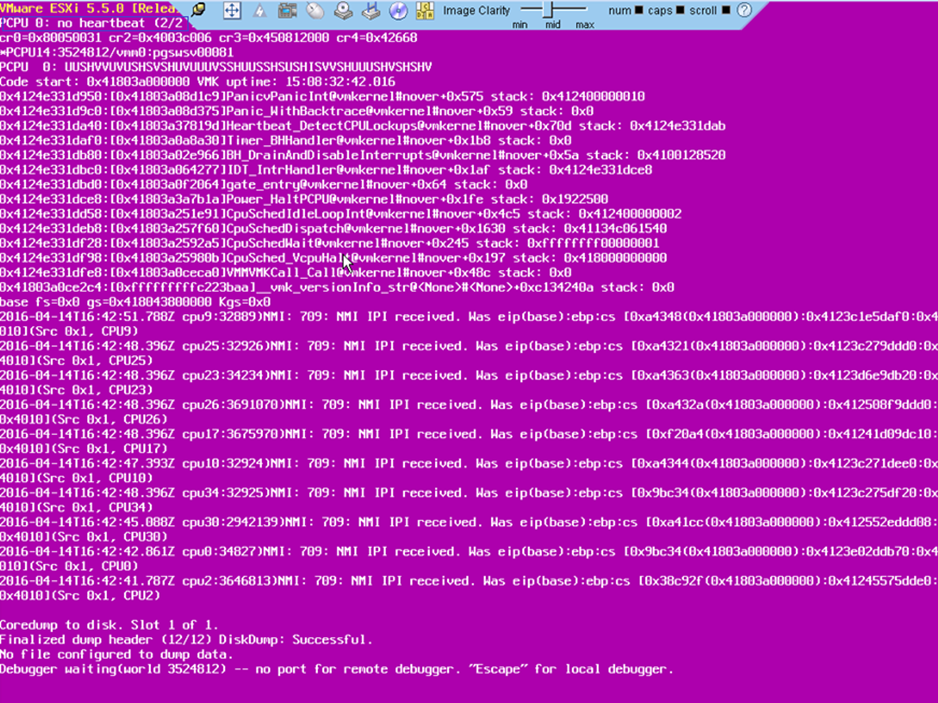 VMware ESXi 5.5.0 [Relea
Image Clarity
min mid max
num caps scroll ?
PCPU 0: no heartbeat (2/2
cr0=0x80050031 cr2=0x4003c006 cr3=0x450812000 cr4=0x42668
*PCPU14:3524812/vmm0:pgswsv00081
PCPU 0: UUSHVVUVUSHSVSHUVUUUVSSHUUSSHSUSHISVVSHUUUSHVSHV
Code start: 0x41803a000000 VMK uptime: 15:08:32:42.016
0x4124e331d950:[0x41803a08d1c9]PanicvPanicInt@vmkernel#nover+0x575 stack: 0x412400000010
0x4124e331d9c0:[0x41803a08d375]Panic_WithBacktrace@vmkernel#nover+0x59 stack: 0x0
0x4124e331da40:[0x41803a37819d]Heartbeat_DetectCPULockups@vmkernel#nover+0x70d stack: 0x4124e331dab
0x4124e331daf0:[0x41803a0a8a30]Timer_BHHandler@vmkernel#nover+0x1b8 stack: 0x0
0x4124e331db80:[0x41803a02e966]BH_DrainAndDisableInterrupts@vmkernel#nover+0x5a stack: 0x4100128520
0x4124e331dbc0:[0x41803a064277]IDT_IntrHandler@vmkernel#nover+0x1af stack: 0x4124e331dce8
0x4124e331dbd0:[0x41803a0f2064]gate_entry@vmkernel#nover+0x64 stack: 0x0
0x4124e331dce8:[0x41803a3a7b1a]Power_HaltPCPU@vmkernel#nover+0x1fe stack: 0x1922500
0x4124e331dd58:[0x41803a251e91]CpuSchedIdleLoopInt@vmkernel#nover+0x4c5 stack: 0x412400000002
0x4124e331deb8:[0x41803a257f60]CpuSchedDispatch@vmkernel#nover+0x1630 stack: 0x41134c061540
0x4124e331df28:[0x41803a2592a5]CpuSchedWait@vmkernel#nover+0x245 stack: 0xffffffff00000001
0x4124e331df98:[0x41803a25980b]CpuSched_VcpuHalt@vmkernel#nover+0x197 stack: 0x418000000000
0x4124e331dfe8:[0x41803a0ceca0]VMMVMKCall_Call@vmkernel#nover+0x48c stack: 0x0
0x41803a0ce2c4:[0xfffffffffc223baa]__vmk_versionInfo_str@<None>#<None>+0xc134240a stack: 0x0
base fs=0x0 gs=0x418043800000 Kgs=0x0
2016-04-14T16:42:51.788Z cpu9:32889)NMI: 709: NMI IPI received. Was eip(base):ebp:cs [0xa4348(0x41803a000000):0x4123c1e5daf0:0x4
010](Src 0x1, CPU9)
2016-04-14T16:42:48.396Z cpu25:32926)NMI: 709: NMI IPI received. Was eip(base):ebp:cs [0xa4321(0x41803a000000):0x4123c279ddd0:0x
4010](Src 0x1, CPU25)
2016-04-14T16:42:48.396Z cpu23:34234)NMI: 709: NMI IPI received. Was eip(base):ebp:cs [0xa4363(0x41803a000000):0x4123d6e9db20:0x
4010](Src 0x1, CPU23)
2016-04-14T16:42:48.396Z cpu26:3691070)NMI: 709: NMI IPI received. Was eip(base):ebp:cs [0xa432a(0x41803a000000):0x412508f9ddd0:
0x4010](Src 0x1, CPU26)
2016-04-14T16:42:48.396Z cpu17:3675970)NMI: 709: NMI IPI received. Was eip(base):ebp:cs [0xf20a4(0x41803a000000):0x41241d09dc10:
0x4010](Src 0x1, CPU17)
2016-04-14T16:42:47.393Z cpu10:32924)NMI: 709: NMI IPI received. Was eip(base):ebp:cs [0xa4344(0x41803a000000):0x4123c271dee0:0x
4010](Src 0x1, CPU10)
2016-04-14T16:42:48.396Z cpu34:32925)NMI: 709: NMI IPI received. Was eip(base):ebp:cs [0x9bc34(0x41803a000000):0x4123c275df20:0x
4010](Src 0x1, CPU34)
2016-04-14T16:42:45.088Z cpu30:2942139)NMI: 709: NMI IPI received. Was eip(base):ebp:cs [0xa41cc(0x41803a000000):0x412552eddd08:
0x4010](Src 0x1, CPU30)
2016-04-14T16:42:42.861Z cpu0:34827)NMI: 709: NMI IPI received. Was eip(base):ebp:cs [0x9bc34(0x41803a000000):0x4123e02ddb70:0x4
010](Src 0x1, CPU0)
2016-04-14T16:42:41.787Z cpu2:3646813)NMI: 709: NMI IPI received. Was eip(base):ebp:cs [0x38c92f(0x41803a000000):0x41245575dde0:
0x4010](Src 0x1, CPU2)
Coredump to disk. Slot 1 of 1.
Finalized dump header (12/12) DiskDump: Successful.
No file configured to dump data.
Debugger waiting(world 3524812) -- no port for remote debugger. "Escape" for local debugger.